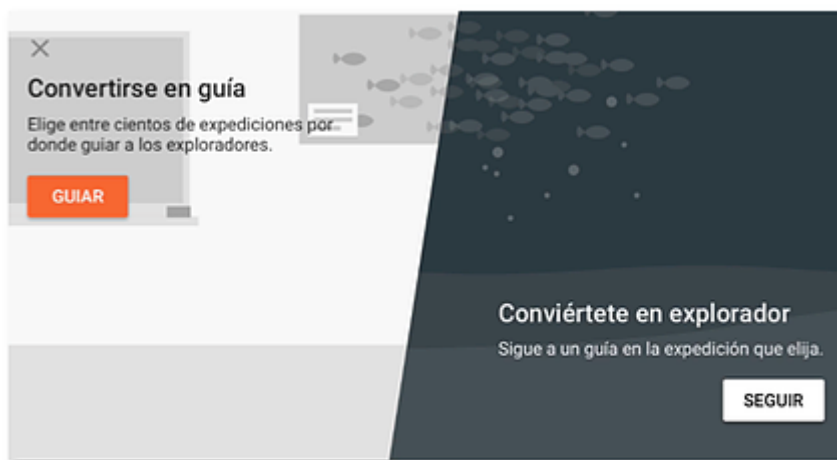 Convertirse en guía
Elige entre cientos de expediciones por
donde guiar a los exploradores.
GUIAR
Conviértete en explorador
Sigue a un guía en la expedición que elija.
SEGUIR